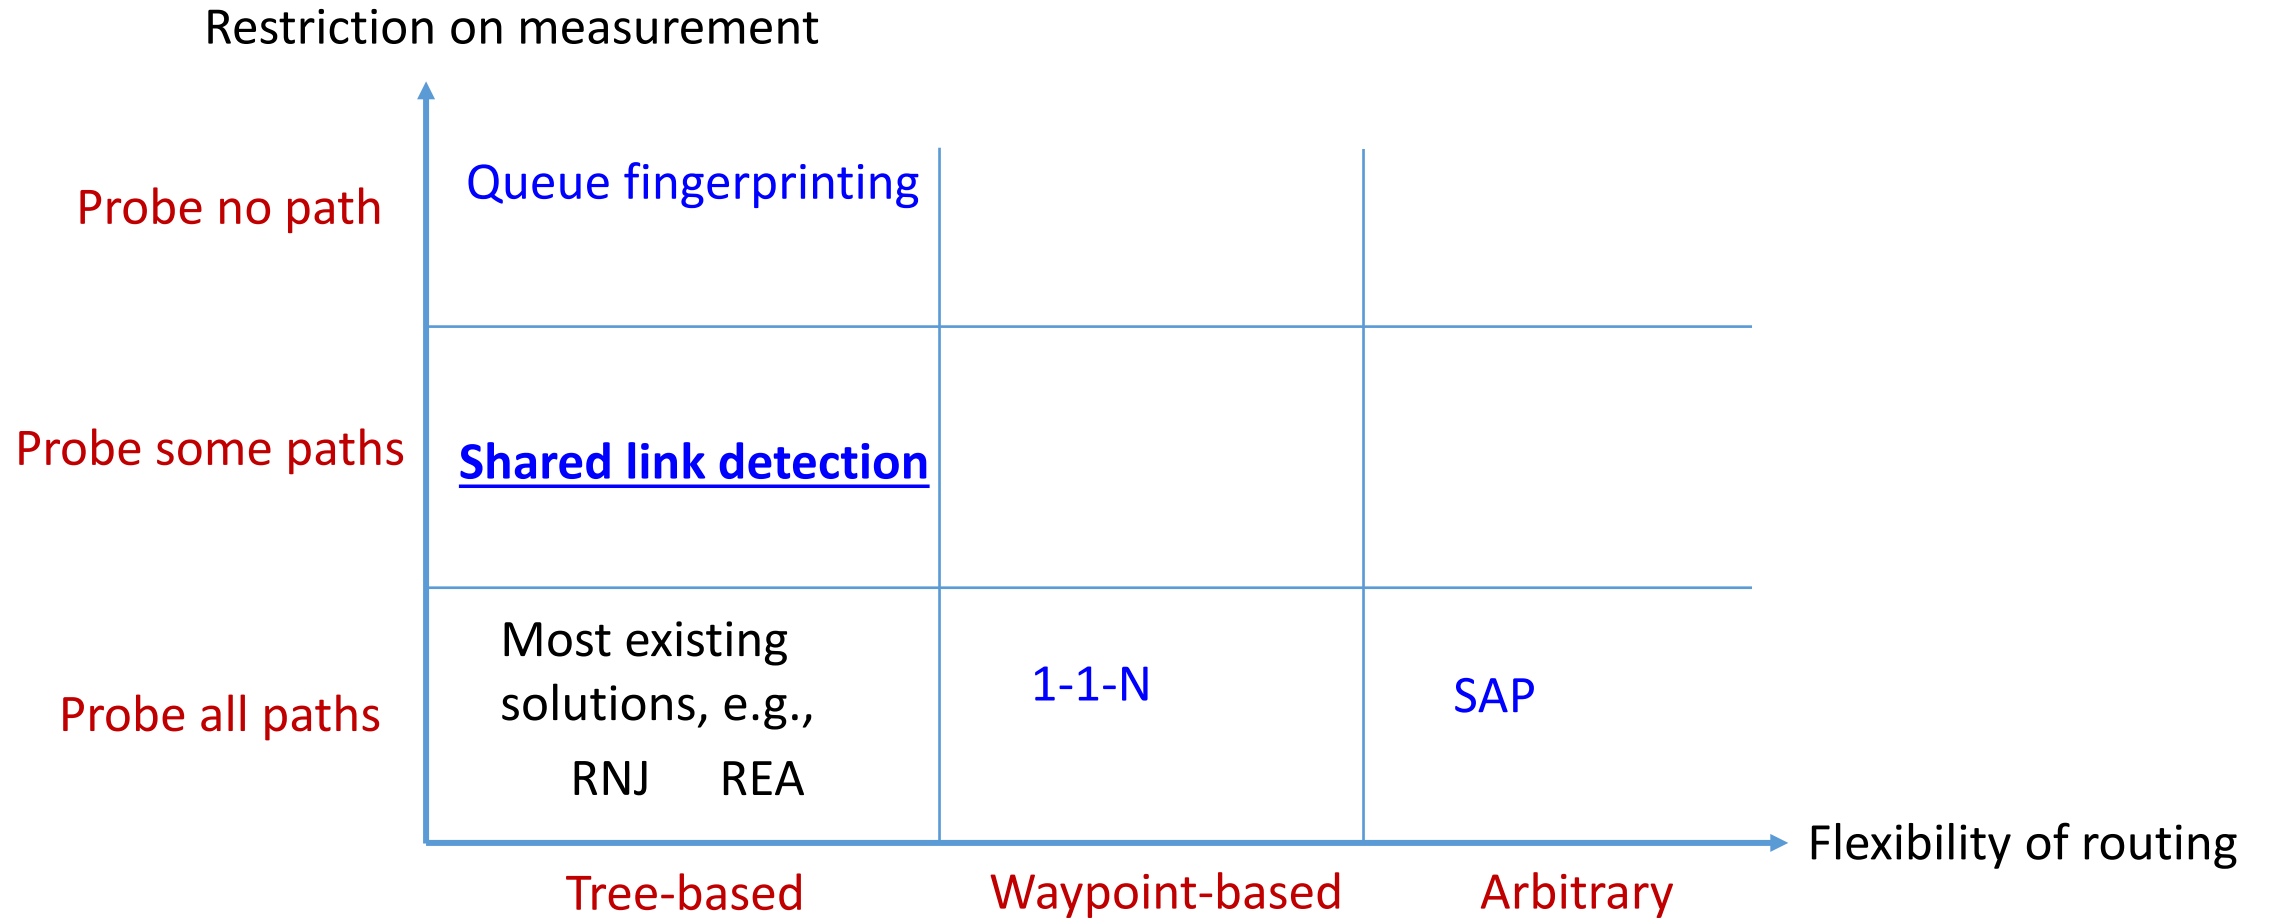 Restriction on measurement
Probe no path
Queue fingerprinting
Probe some paths
Shared link detection
Probe all paths
Most existing
solutions, e.g.,
RNJ REA
1-1-N
SAP
Flexibility of routing
Tree-based
Waypoint-based
Arbitrary